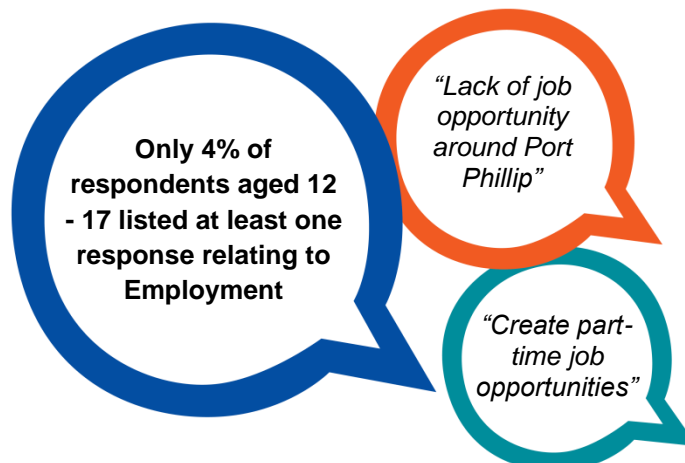 Only 4% of
respondents aged 12
- 17 listed at least one
response relating to
Employment
“Lack of job
opportunity
around Port
Phillip”
“Create part-
time job
opportunities”